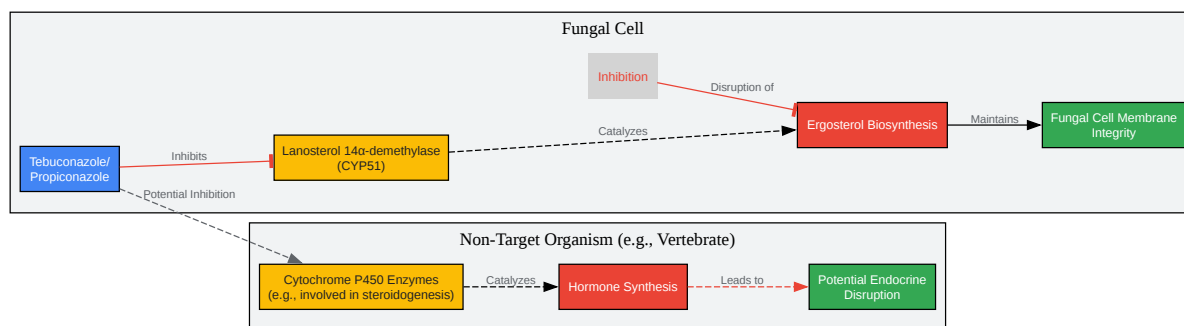 Fungal Cell
Inhibition
Disruption of
Ergosterol Biosynthesis
Maintains
Fungal Cell Membrane
Integrity
Catalyzes
Lanosterol 14α-demethylase
(CYP51)
Inhibits
Tebuconazole/
Propiconazole
Potential Inhibition
Non-Target Organism (e.g., Vertebrate)
Cytochrome P450 Enzymes
(e.g., involved in steroidogenesis)
Catalyzes
Hormone Synthesis
Leads to
Potential Endocrine
Disruption